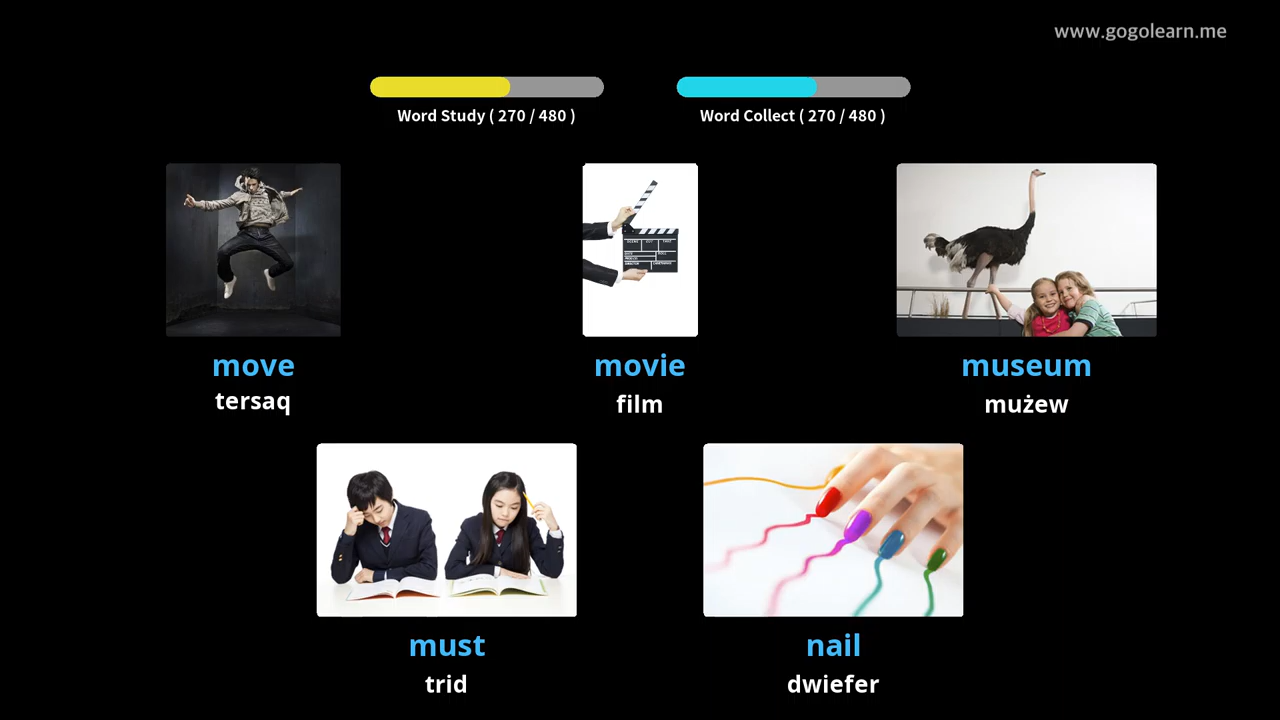 www.gogolearn.me
Word Study ( 270 / 480 )
Word Collect ( 270 / 480 )
move
tersaq
movie
film
museum
mużew
must
trid
nail
dwiefer